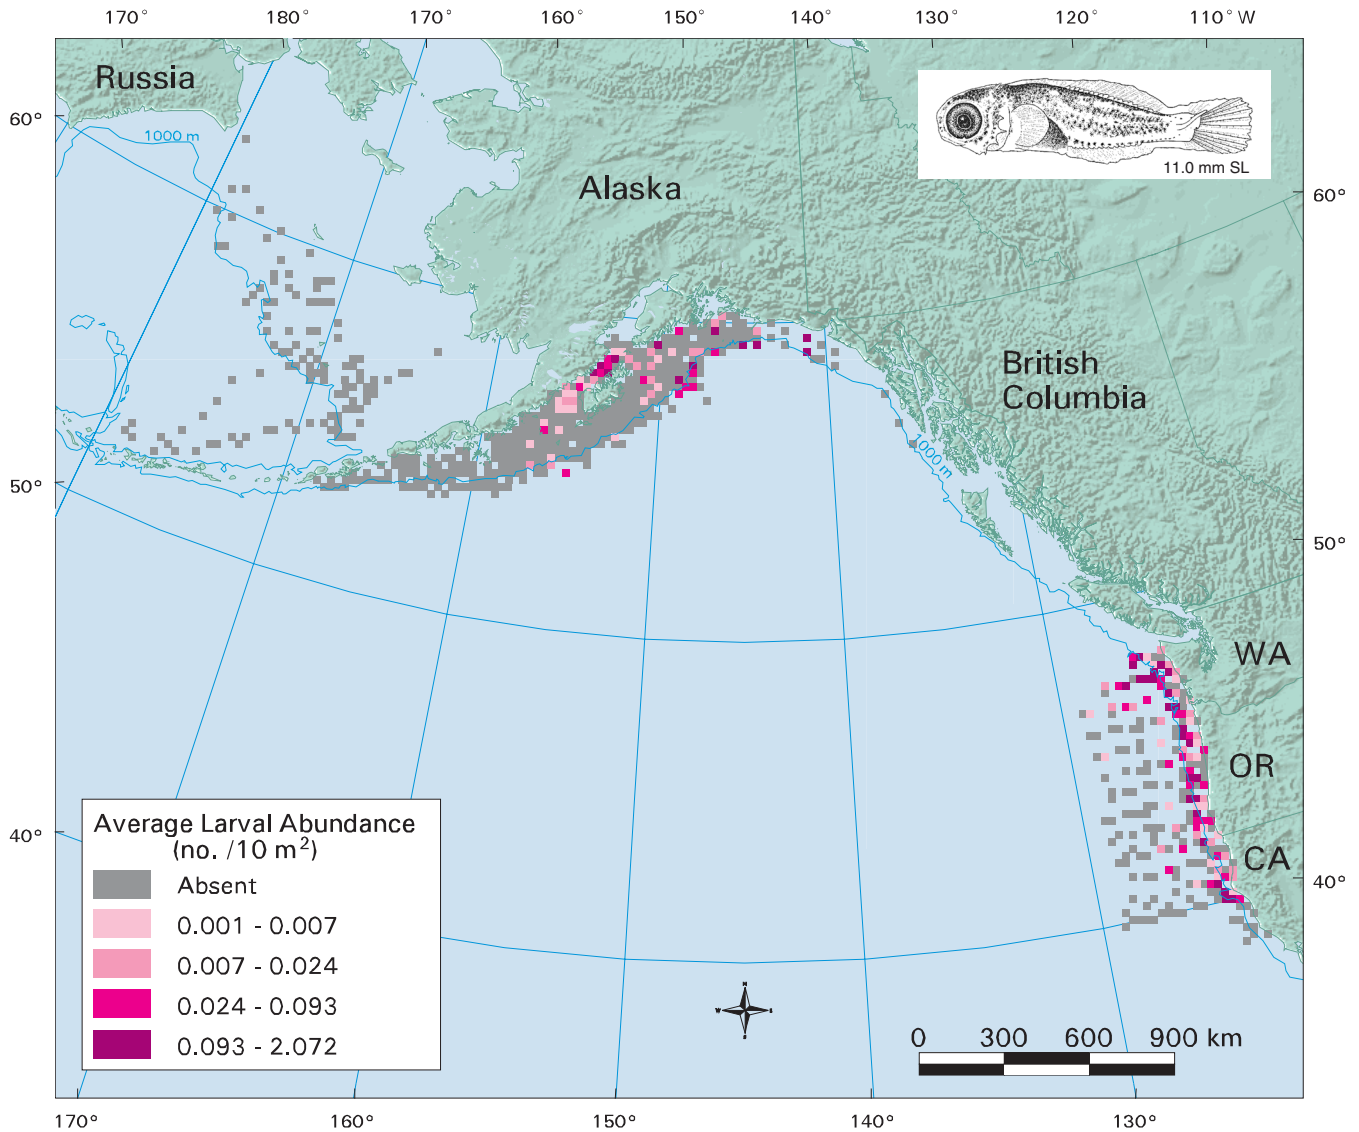 170° 180° 170° 160° 150° 140° 130° 120° 110° W
Russia
60°
1000 m
11.0 mm SL
Alaska
60°
British
Columbia
1000 m
50°
50°
WA
OR
CA
40°
40°
Average Larval Abundance
(no. /10 m²)
Absent
0.001 - 0.007
0.007 - 0.024
0.024 - 0.093
0.093 - 2.072
N
W
S
0 300 600 900 km
170° 160° 150° 140° 130°